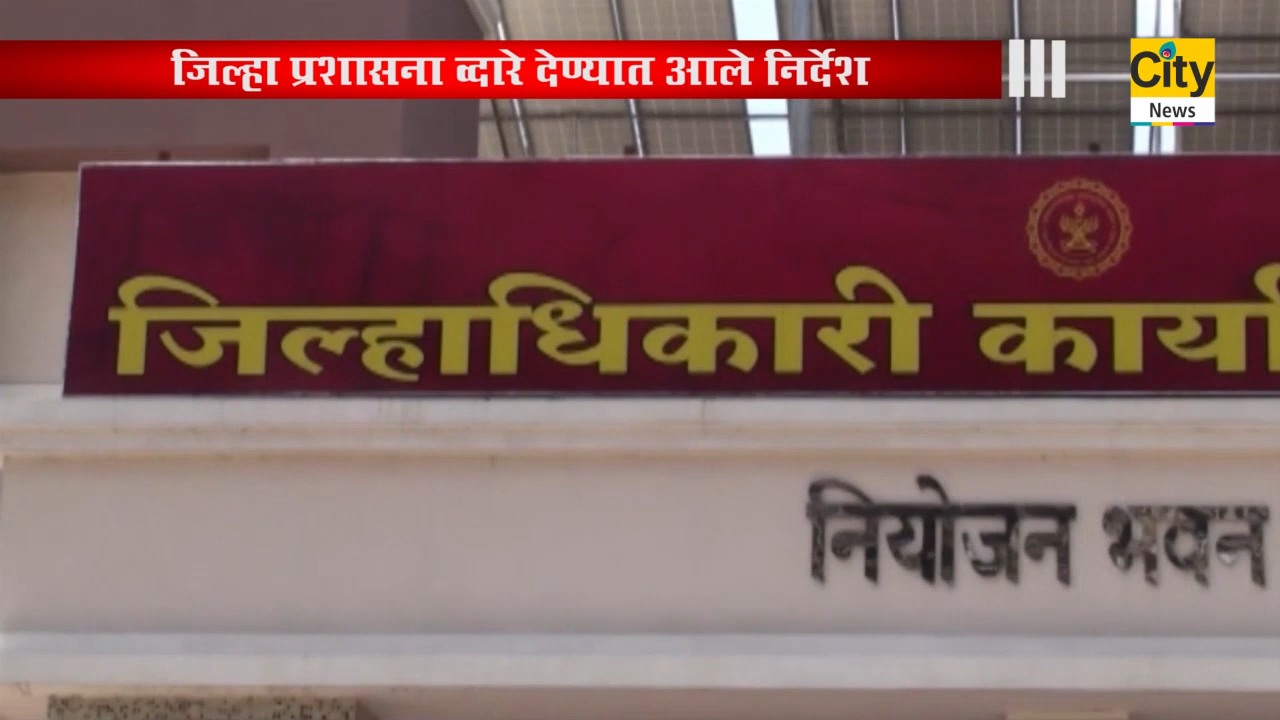 जिल्हा प्रशासना व्दारे देण्यात आले निर्देश
City
News
जिल्हाधिकारी कार्या
नियोजन भवन